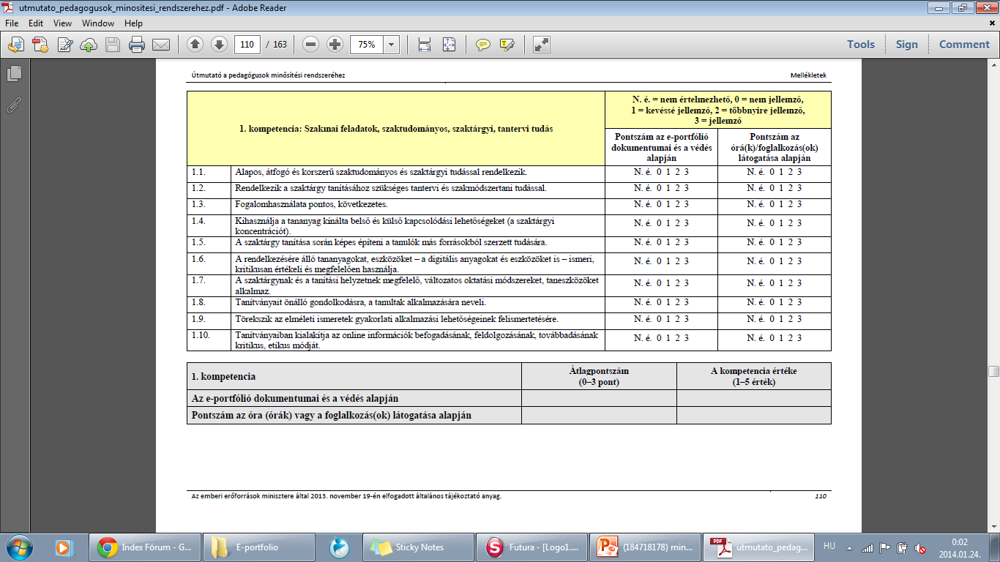 utmutato_pedagogusok_minositesi_rendszerehez.pdf - Adobe Reader
File Edit View Window Help
110 / 163 75% Tools Sign Comment
Útmutató a pedagógusok minősítési rendszeréhez Mellékletek
1. kompetencia: Szakmai feladatok, szaktudományos, szaktárgyi, tantervi tudás
N. é. = nem értelmezhető, 0 = nem jellemző,
1 = kevéssé jellemző, 2 = többnyire jellemző,
3 = jellemző
Pontszám az e-portfólió
dokumentumai és a védés
alapján
Pontszám az
órá(k)/foglalkozás(ok)
látogatása alapján
1.1. Alapos, átfogó és korszerű szaktudományos és szaktárgyi tudással rendelkezik. N. é. 0 1 2 3 N. é. 0 1 2 3
1.2. Rendelkezik a szaktárgy tanításához szükséges tantervi és szakmódszertani tudással. N. é. 0 1 2 3 N. é. 0 1 2 3
1.3. Fogalomhasználata pontos, következetes. N. é. 0 1 2 3 N. é. 0 1 2 3
1.4. Kihasználja a tananyag kínálta belső és külső kapcsolódási lehetőségeket (a szaktárgyi
koncentrációt). N. é. 0 1 2 3 N. é. 0 1 2 3
1.5. A szaktárgy tanítása során képes építeni a tanulók más forrásokból szerzett tudására. N. é. 0 1 2 3 N. é. 0 1 2 3
1.6. A rendelkezésére álló tananyagokat, eszközöket – a digitális anyagokat és eszközöket is – ismeri,
kritikusan értékeli és megfelelően használja. N. é. 0 1 2 3 N. é. 0 1 2 3
1.7. A szaktárgynak és a tanítási helyzetnek megfelelő, változatos oktatási módszereket, taneszközöket
alkalmaz. N. é. 0 1 2 3 N. é. 0 1 2 3
1.8. Tanítványait önálló gondolkodásra, a tanultak alkalmazására neveli. N. é. 0 1 2 3 N. é. 0 1 2 3
1.9. Törekszik az elméleti ismeretek gyakorlati alkalmazási lehetőségeinek felismertetésére. N. é. 0 1 2 3 N. é. 0 1 2 3
1.10. Tanítványaiban kialakítja az online információk befogadásának, feldolgozásának, továbbadásának
kritikus, etikus módját. N. é. 0 1 2 3 N. é. 0 1 2 3
1. kompetencia
Átlagpontszám
(0–3 pont)
A kompetencia értéke
(1–5 érték)
Az e-portfólió dokumentumai és a védés alapján
Pontszám az óra (órák) vagy a foglalkozás(ok) látogatása alapján
Az emberi erőforrások minisztere által 2013. november 19-én elfogadott általános tájékoztató anyag. 110
Index Fórum - G... E-portfolio Sticky Notes Futura - [Logo1.... (184718178) min... utmutato_pedag... HU 0:02
2014.01.24.